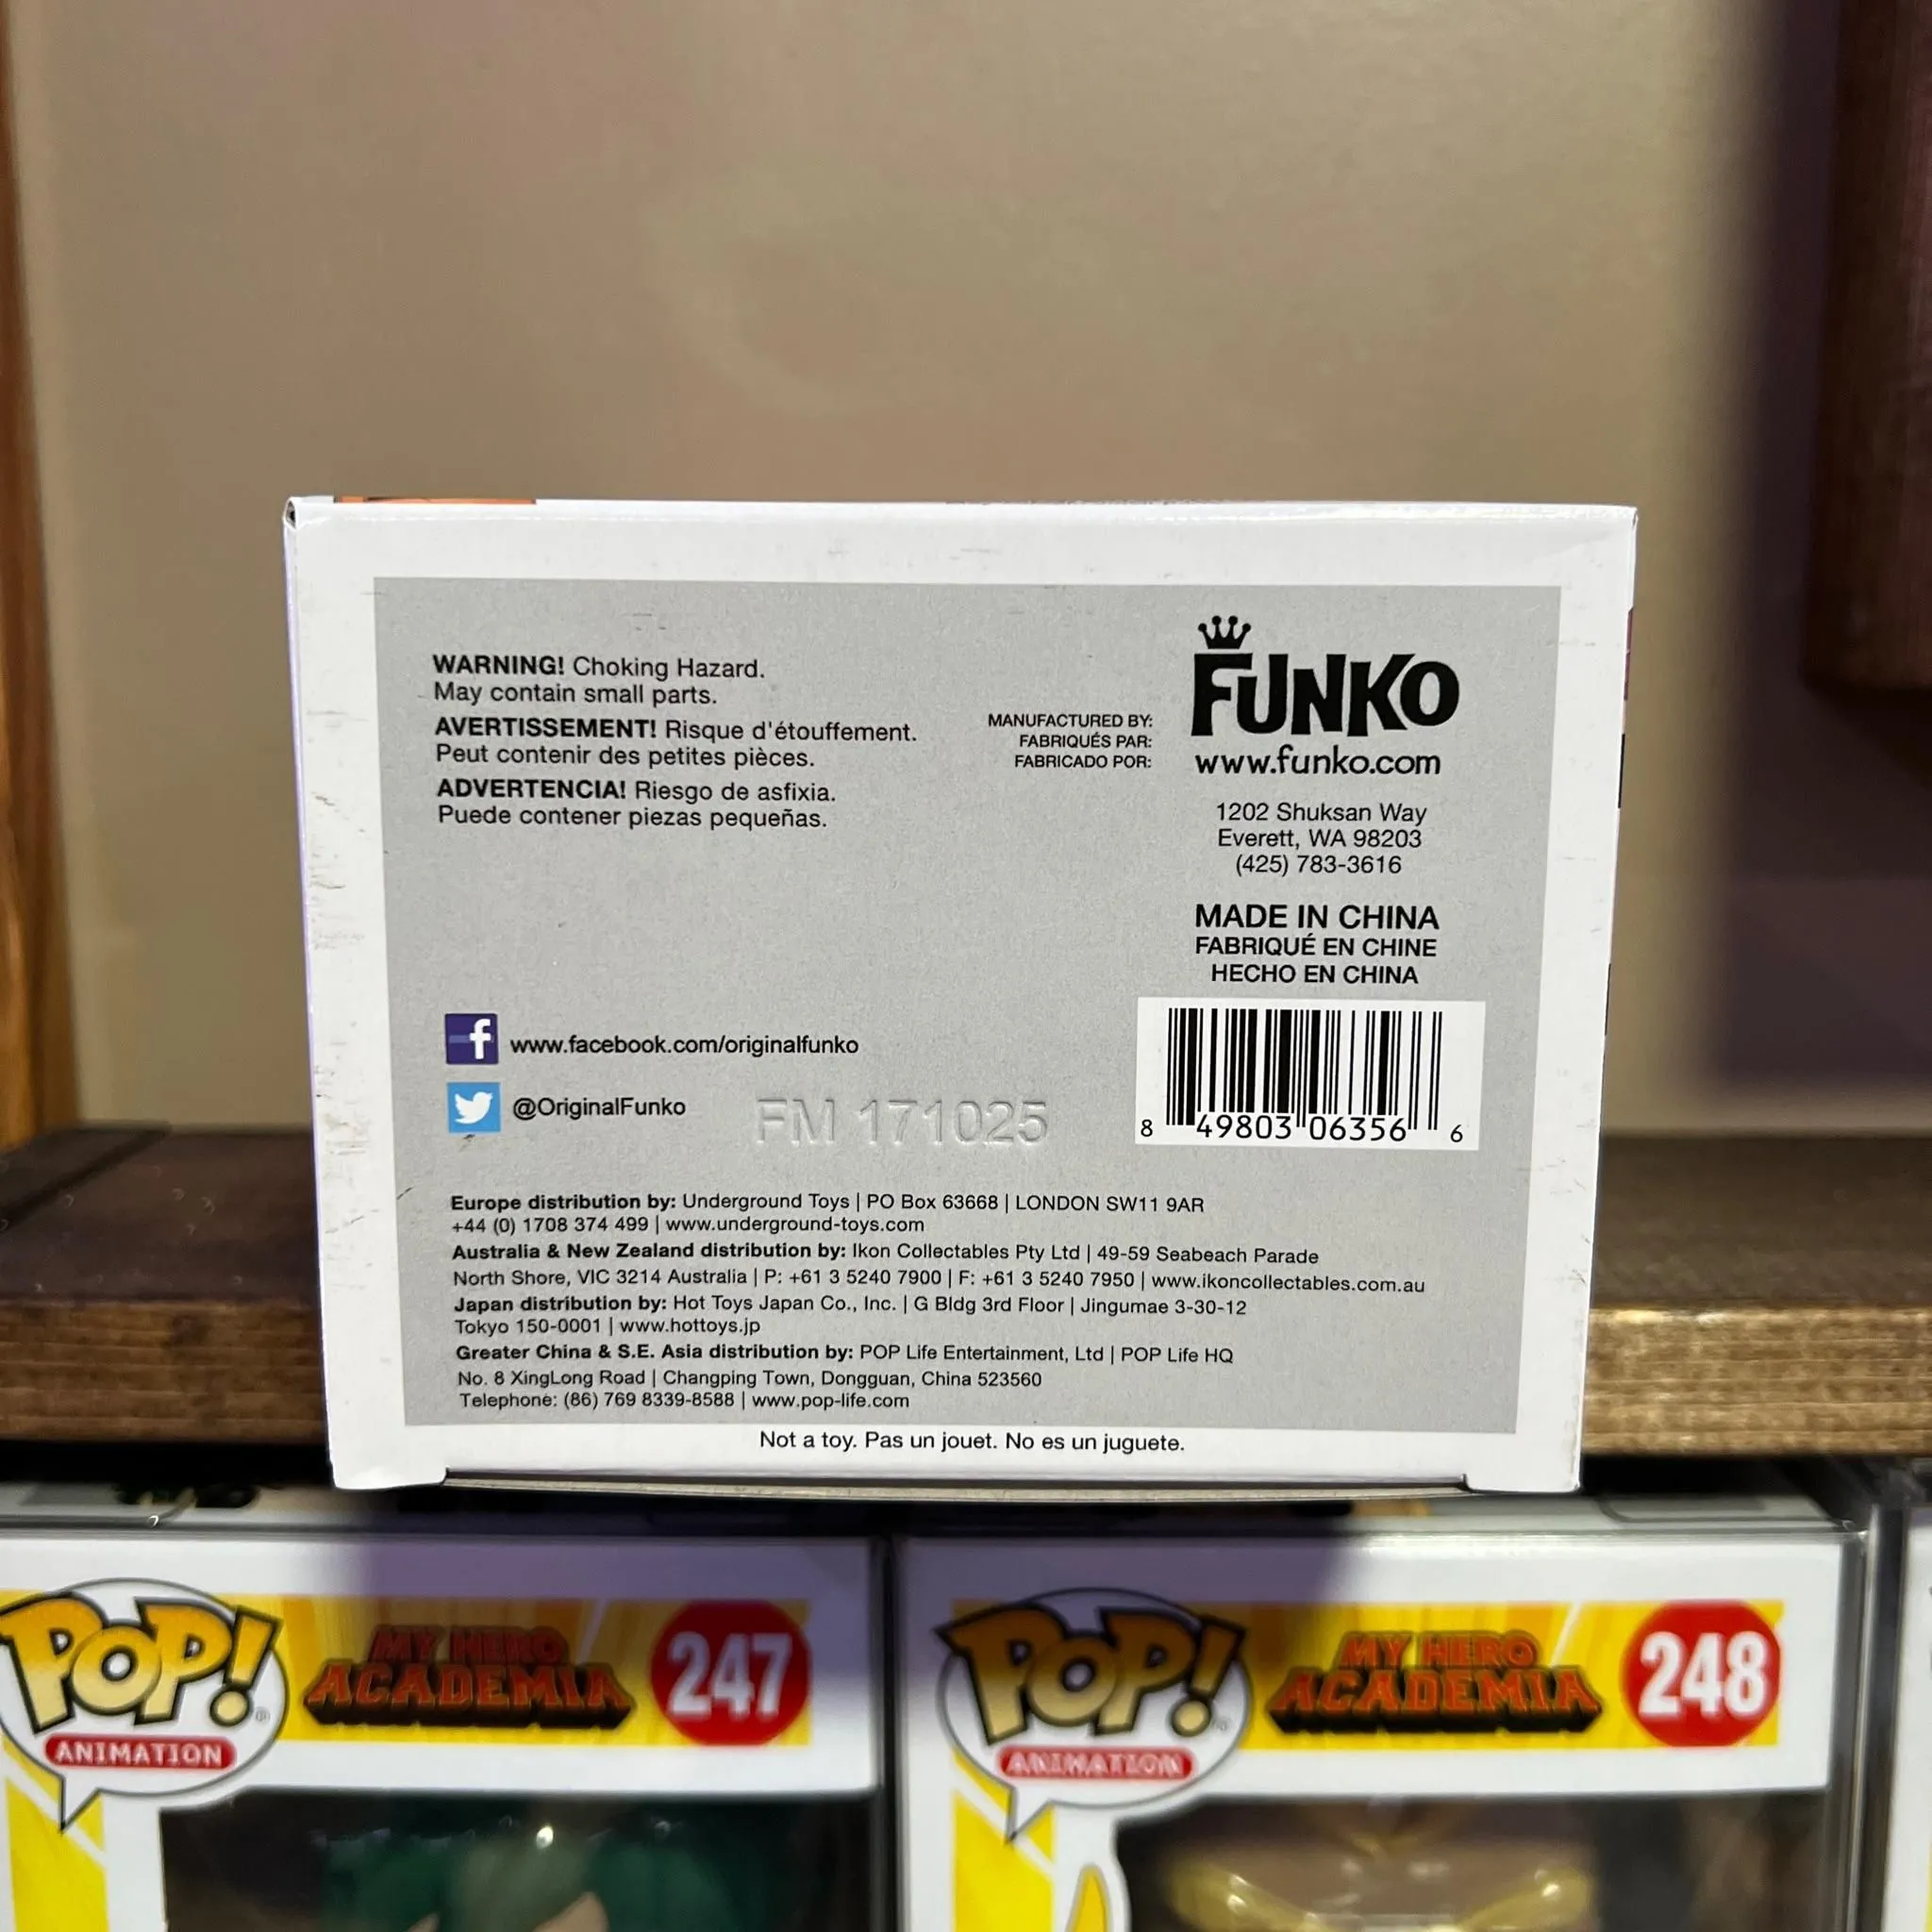 WARNING! Choking Hazard.
May contain small parts.
AVERTISSEMENT! Risque d'étouffement.
Peut contenir des petites pièces.
ADVERTENCIA! Riesgo de asfixia.
Puede contener piezas pequeñas.
MANUFACTURED BY:
FABRIQUÉS PAR:
FABRICADO POR:
FUNKO
www.funko.com
1202 Shuksan Way
Everett, WA 98203
(425) 783-3616
MADE IN CHINA
FABRIQUÉ EN CHINE
HECHO EN CHINA
f www.facebook.com/originalfunko
@OriginalFunko
FM 171025
8 49803 06356 6
Europe distribution by: Underground Toys | PO Box 63668 | LONDON SW11 9AR
+44 (0) 1708 374 499 | www.underground-toys.com
Australia & New Zealand distribution by: Ikon Collectables Pty Ltd | 49-59 Seabeach Parade
North Shore, VIC 3214 Australia | P: +61 3 5240 7900 | F: +61 3 5240 7950 | www.ikoncollectables.com.au
Japan distribution by: Hot Toys Japan Co., Inc. | G Bldg 3rd Floor | Jingumae 3-30-12
Tokyo 150-0001 | www.hottoys.jp
Greater China & S.E. Asia distribution by: POP Life Entertainment, Ltd | POP Life HQ
No. 8 XingLong Road | Changping Town, Dongguan, China 523560
Telephone: (86) 769 8339-8588 | www.pop-life.com
Not a toy. Pas un jouet. No es un juguete.
POP!
ANIMATION
MY HERO
ACADEMIA
247
POP!
ANIMATION
MY HERO
ACADEMIA
248